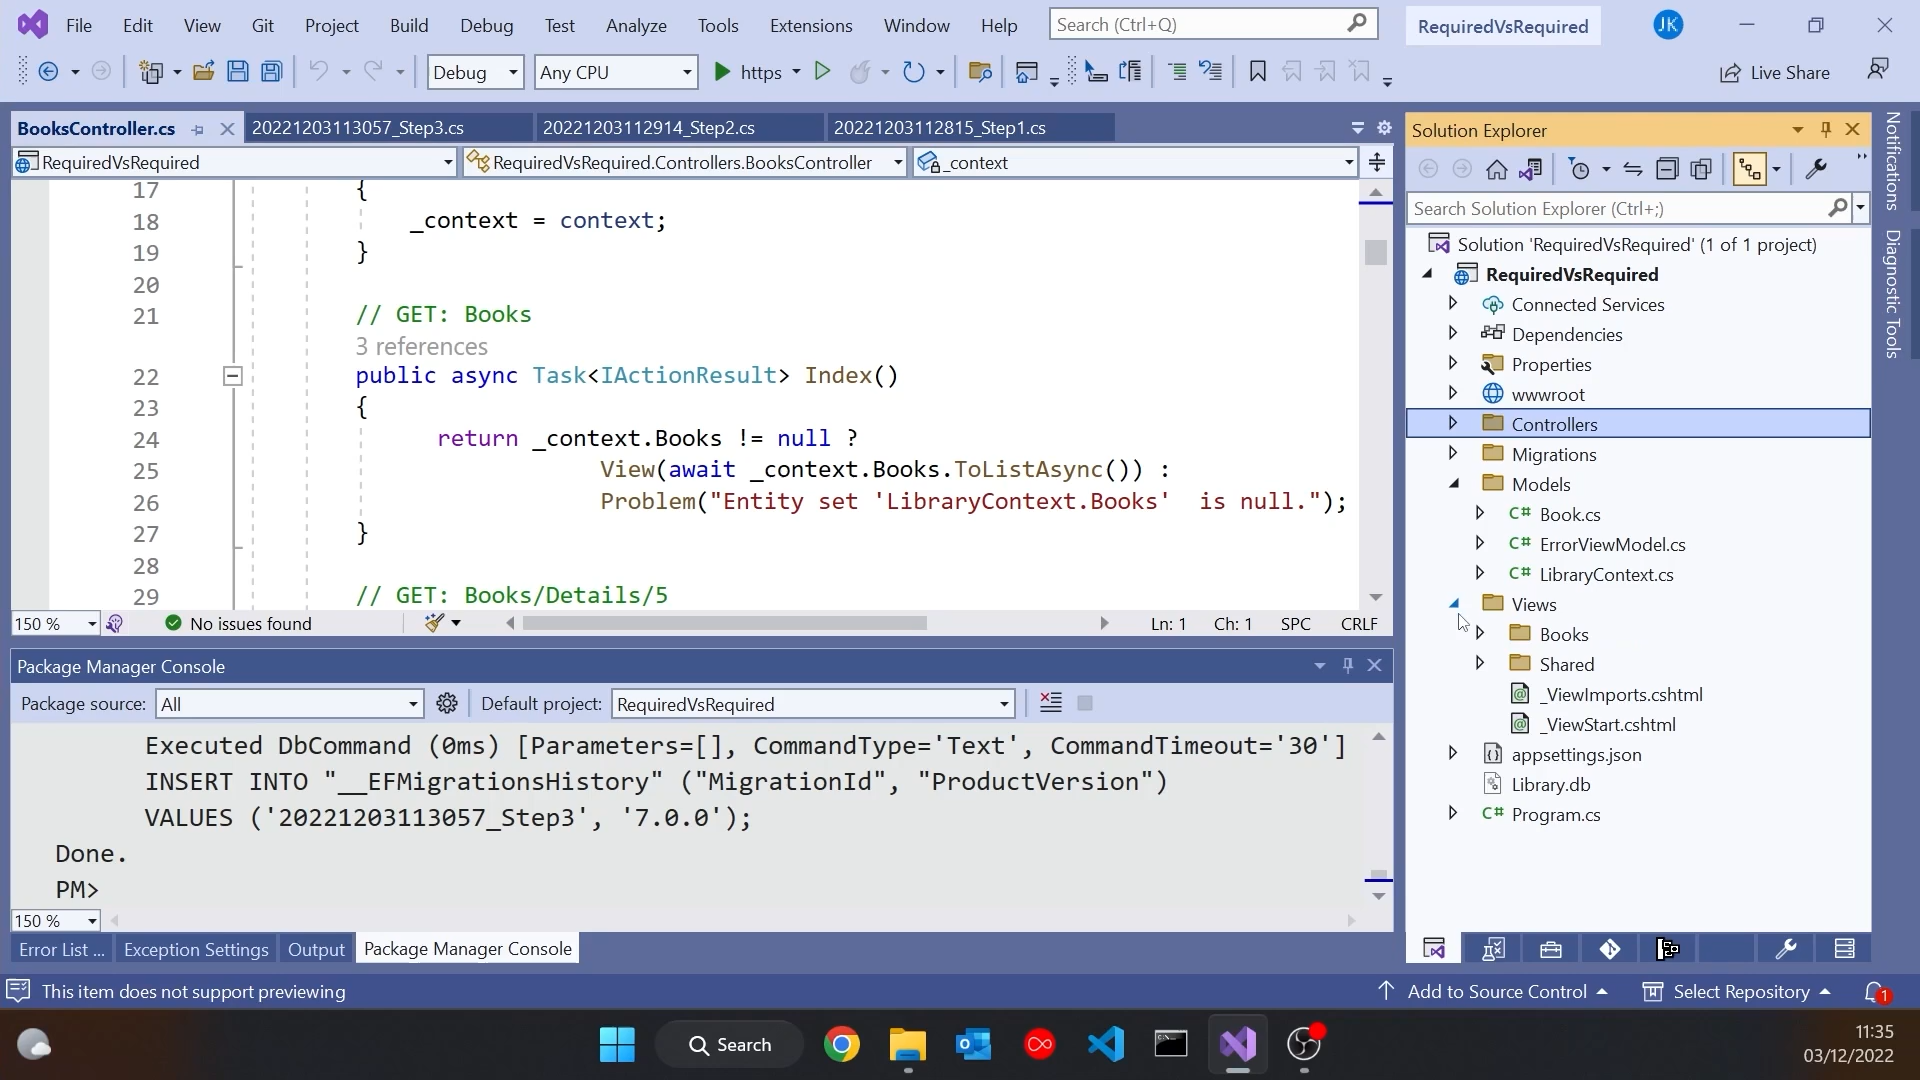 File Edit View Git Project Build Debug Test Analyze Tools Extensions Window Help Search (Ctrl+Q) RequiredVsRequired JK
Debug Any CPU https Live Share
BooksController.cs 20221203113057_Step3.cs 20221203112914_Step2.cs 20221203112815_Step1.cs
RequiredVsRequired RequiredVsRequired.Controllers.BooksController _context
17 {
18 _context = context;
19 }
20
21 // GET: Books
3 references
22 public async Task<IActionResult> Index()
23 {
24 return _context.Books != null ?
25 View(await _context.Books.ToListAsync()) :
26 Problem("Entity set 'LibraryContext.Books'  is null.");
27 }
28
29 // GET: Books/Details/5
150 % No issues found Ln: 1 Ch: 1 SPC CRLF
Package Manager Console
Package source: All Default project: RequiredVsRequired
Executed DbCommand (0ms) [Parameters=[], CommandType='Text', CommandTimeout='30']
INSERT INTO "__EFMigrationsHistory" ("MigrationId", "ProductVersion")
VALUES ('20221203113057_Step3', '7.0.0');
Done.
PM>
150 %
Error List ... Exception Settings Output Package Manager Console
Solution Explorer
Search Solution Explorer (Ctrl+;)
Solution 'RequiredVsRequired' (1 of 1 project)
RequiredVsRequired
Connected Services
Dependencies
Properties
wwwroot
Controllers
Migrations
Models
C# Book.cs
C# ErrorViewModel.cs
C# LibraryContext.cs
Views
Books
Shared
_ViewImports.cshtml
_ViewStart.cshtml
appsettings.json
Library.db
C# Program.cs
Notifications
Diagnostic Tools
This item does not support previewing Add to Source Control Select Repository 1
Search
11:35
03/12/2022